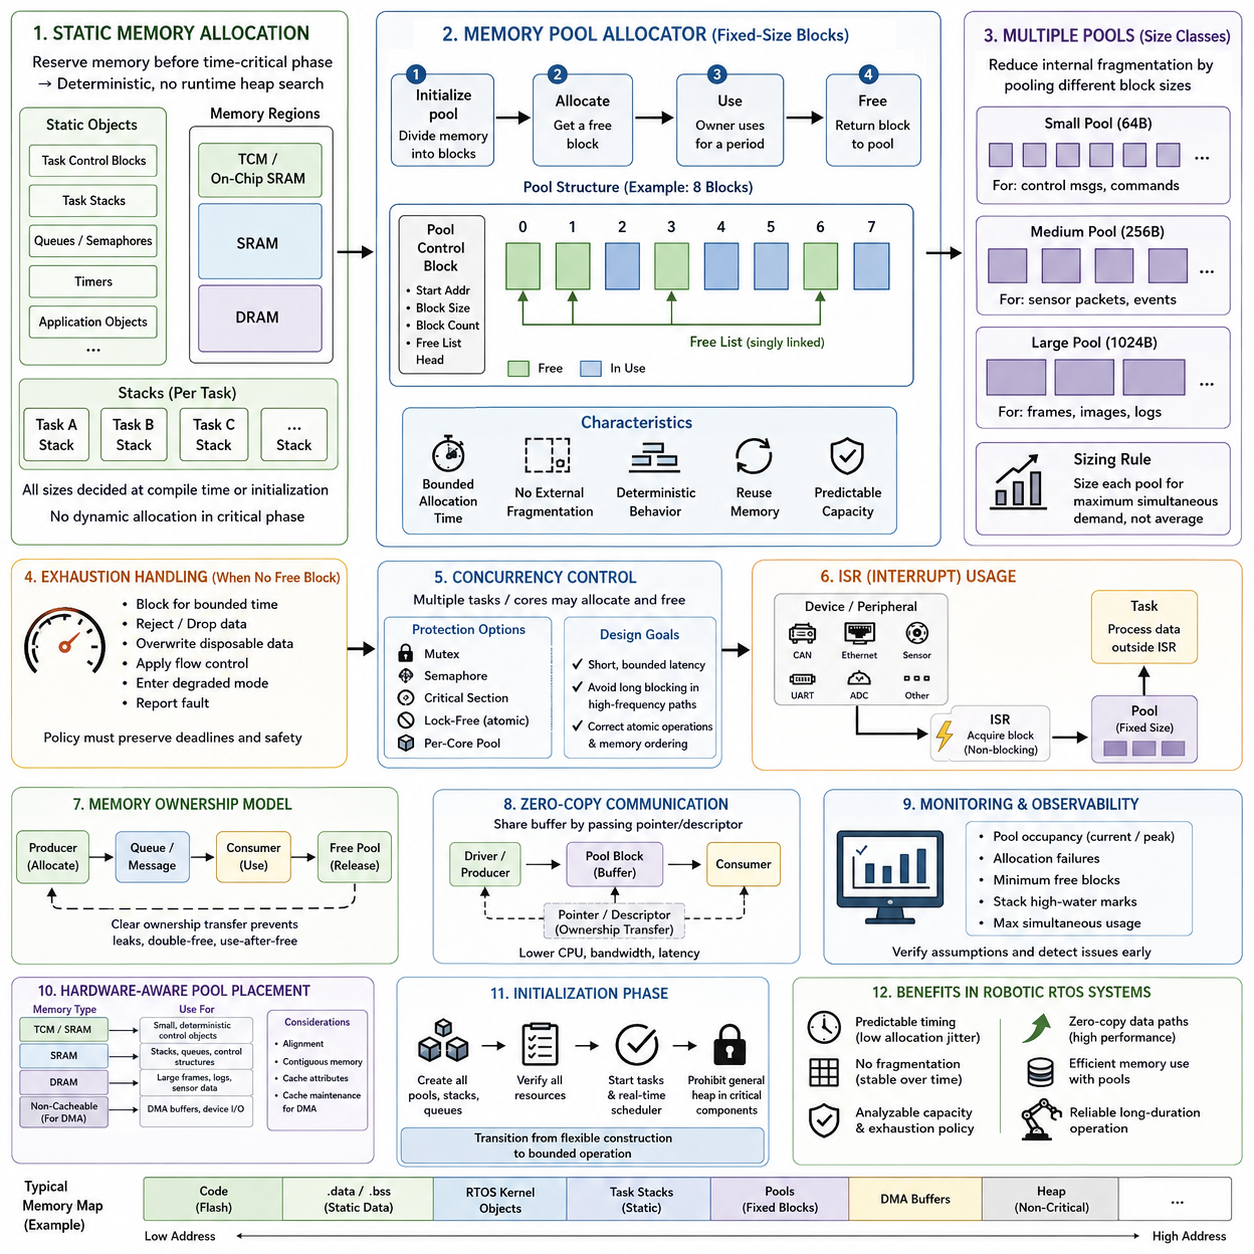 1. STATIC MEMORY ALLOCATION
Reserve memory before time-critical phase
→ Deterministic, no runtime heap search
Static Objects
Task Control Blocks
Task Stacks
Queues / Semaphores
Timers
Application Objects
...
Memory Regions
TCM /
On-Chip SRAM
SRAM
DRAM
Stacks (Per Task)
Task A
Stack
Task B
Stack
Task C
Stack
...
Stack
All sizes decided at compile time or initialization
No dynamic allocation in critical phase
2. MEMORY POOL ALLOCATOR (Fixed-Size Blocks)
1
Initialize
pool
Divide memory
into blocks
2
Allocate
Get a free
block
3
Use
Owner uses
for a period
4
Free
Return block
to pool
Pool Structure (Example: 8 Blocks)
Pool
Control
Block
• Start Addr
• Block Size
• Block Count
• Free List
Head
0 1 2 3 4 5 6 7
Free List (singly linked)
Free
In Use
Characteristics
Bounded
Allocation
Time
No External
Fragmentation
Deterministic
Behavior
Reuse
Memory
Predictable
Capacity
3. MULTIPLE POOLS (Size Classes)
Reduce internal fragmentation by
pooling different block sizes
Small Pool (64B)
...
For: control msgs, commands
Medium Pool (256B)
...
For: sensor packets, events
Large Pool (1024B)
...
For: frames, images, logs
Sizing Rule
Size each pool for
maximum simultaneous
demand, not average
4. EXHAUSTION HANDLING (When No Free Block)
• Block for bounded time
• Reject / Drop data
• Overwrite disposable data
• Apply flow control
• Enter degraded mode
• Report fault
Policy must preserve deadlines and safety
5. CONCURRENCY CONTROL
Multiple tasks / cores may allocate and free
Protection Options
Mutex
Semaphore
Critical Section
Lock-Free (atomic)
Per-Core Pool
Design Goals
✓ Short, bounded latency
✓ Avoid long blocking in
high-frequency paths
✓ Correct atomic operations
& memory ordering
6. ISR (INTERRUPT) USAGE
Device / Peripheral
CAN
Ethernet
Sensor
UART
ADC
Other
ISR
Acquire block
(Non-blocking)
Task
Process data
outside ISR
Pool
(Fixed Size)
7. MEMORY OWNERSHIP MODEL
Producer
(Allocate)
Queue /
Message
Consumer
(Use)
Free Pool
(Release)
Clear ownership transfer prevents
leaks, double-free, use-after-free
8. ZERO-COPY COMMUNICATION
Share buffer by passing pointer/descriptor
Driver /
Producer
Pool Block
(Buffer)
Consumer
Pointer / Descriptor
(Ownership Transfer)
Lower CPU, bandwidth, latency
9. MONITORING & OBSERVABILITY
• Pool occupancy (current / peak)
• Allocation failures
• Minimum free blocks
• Stack high-water marks
• Max simultaneous usage
Verify assumptions and detect issues early
10. HARDWARE-AWARE POOL PLACEMENT
Memory Type
Use For
TCM / SRAM
Small, deterministic
control objects
SRAM
Stacks, queues, control
structures
DRAM
Large frames, logs,
sensor data
Non-Cacheable
(For DMA)
DMA buffers, device I/O
Considerations
• Alignment
• Contiguous memory
• Cache attributes
• Cache maintenance
for DMA
11. INITIALIZATION PHASE
Create all
pools, stacks,
queues
Verify all
resources
Start tasks
& real-time
scheduler
Prohibit general
heap in critical
components
Transition from flexible construction
to bounded operation
12. BENEFITS IN ROBOTIC RTOS SYSTEMS
Predictable timing
(low allocation jitter)
No fragmentation
(stable over time)
Analyzable capacity
& exhaustion policy
Zero-copy data paths
(high performance)
Efficient memory use
with pools
Reliable long-duration
operation
Typical
Memory Map
(Example)
Code
(Flash)
.data / .bss
(Static Data)
RTOS Kernel
Objects
Task Stacks
(Static)
Pools
(Fixed Blocks)
DMA Buffers
Heap
(Non-Critical)
...
Low Address
High Address